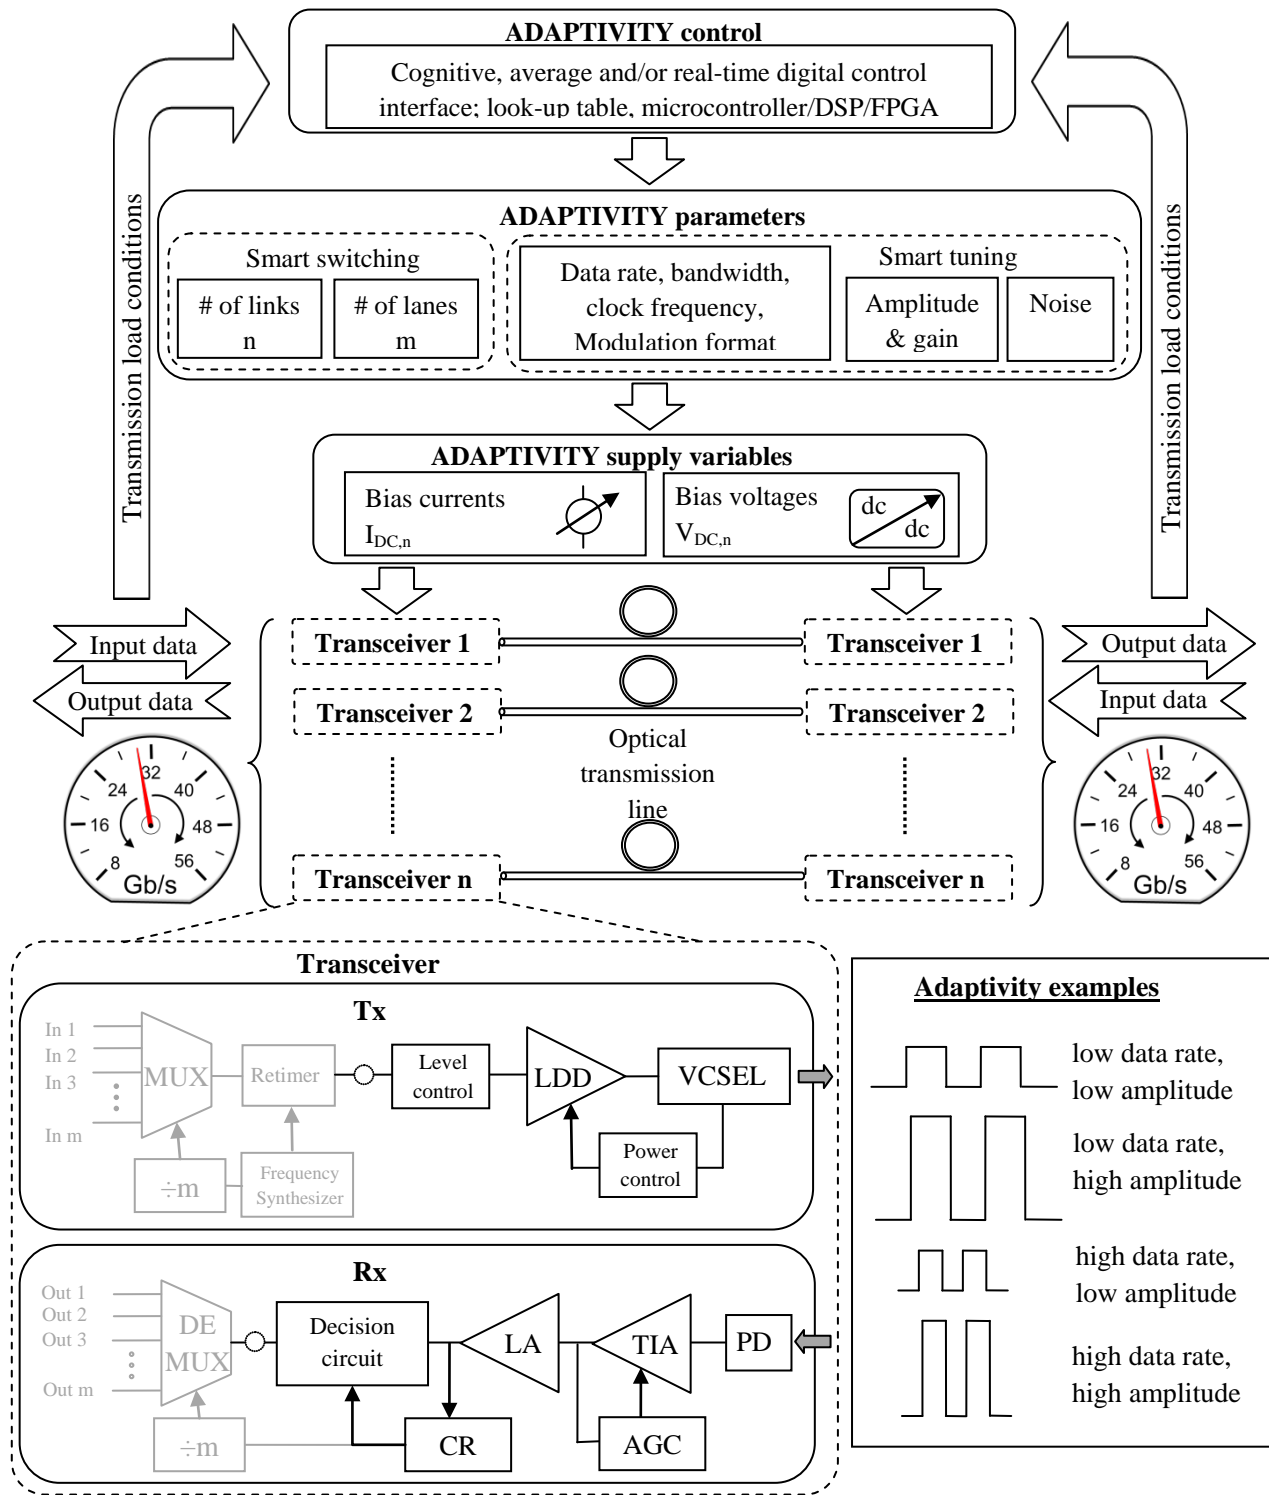 ADAPTIVITY control
Cognitive, average and/or real-time digital control
interface; look-up table, microcontroller/DSP/FPGA
Transmission load conditions
Transmission load conditions
ADAPTIVITY parameters
Smart switching
# of links
n
# of lanes
m
Data rate, bandwidth,
clock frequency,
Modulation format
Smart tuning
Amplitude
& gain
Noise
ADAPTIVITY supply variables
Bias currents
I_DC,n
Bias voltages
V_DC,n
dc
dc
Input data
Output data
Transceiver 1
Transceiver 1
Output data
Input data
Transceiver 2
Transceiver 2
Optical
transmission
line
Transceiver n
Transceiver n
8
16
24
32
40
48
56
Gb/s
8
16
24
32
40
48
56
Gb/s
Transceiver
Tx
In 1
In 2
In 3
In m
MUX
Retimer
Level
control
LDD
VCSEL
Power
control
÷m
Frequency
Synthesizer
Rx
Out 1
Out 2
Out 3
Out m
DE
MUX
Decision
circuit
LA
TIA
PD
÷m
CR
AGC
Adaptivity examples
low data rate,
low amplitude
low data rate,
high amplitude
high data rate,
low amplitude
high data rate,
high amplitude